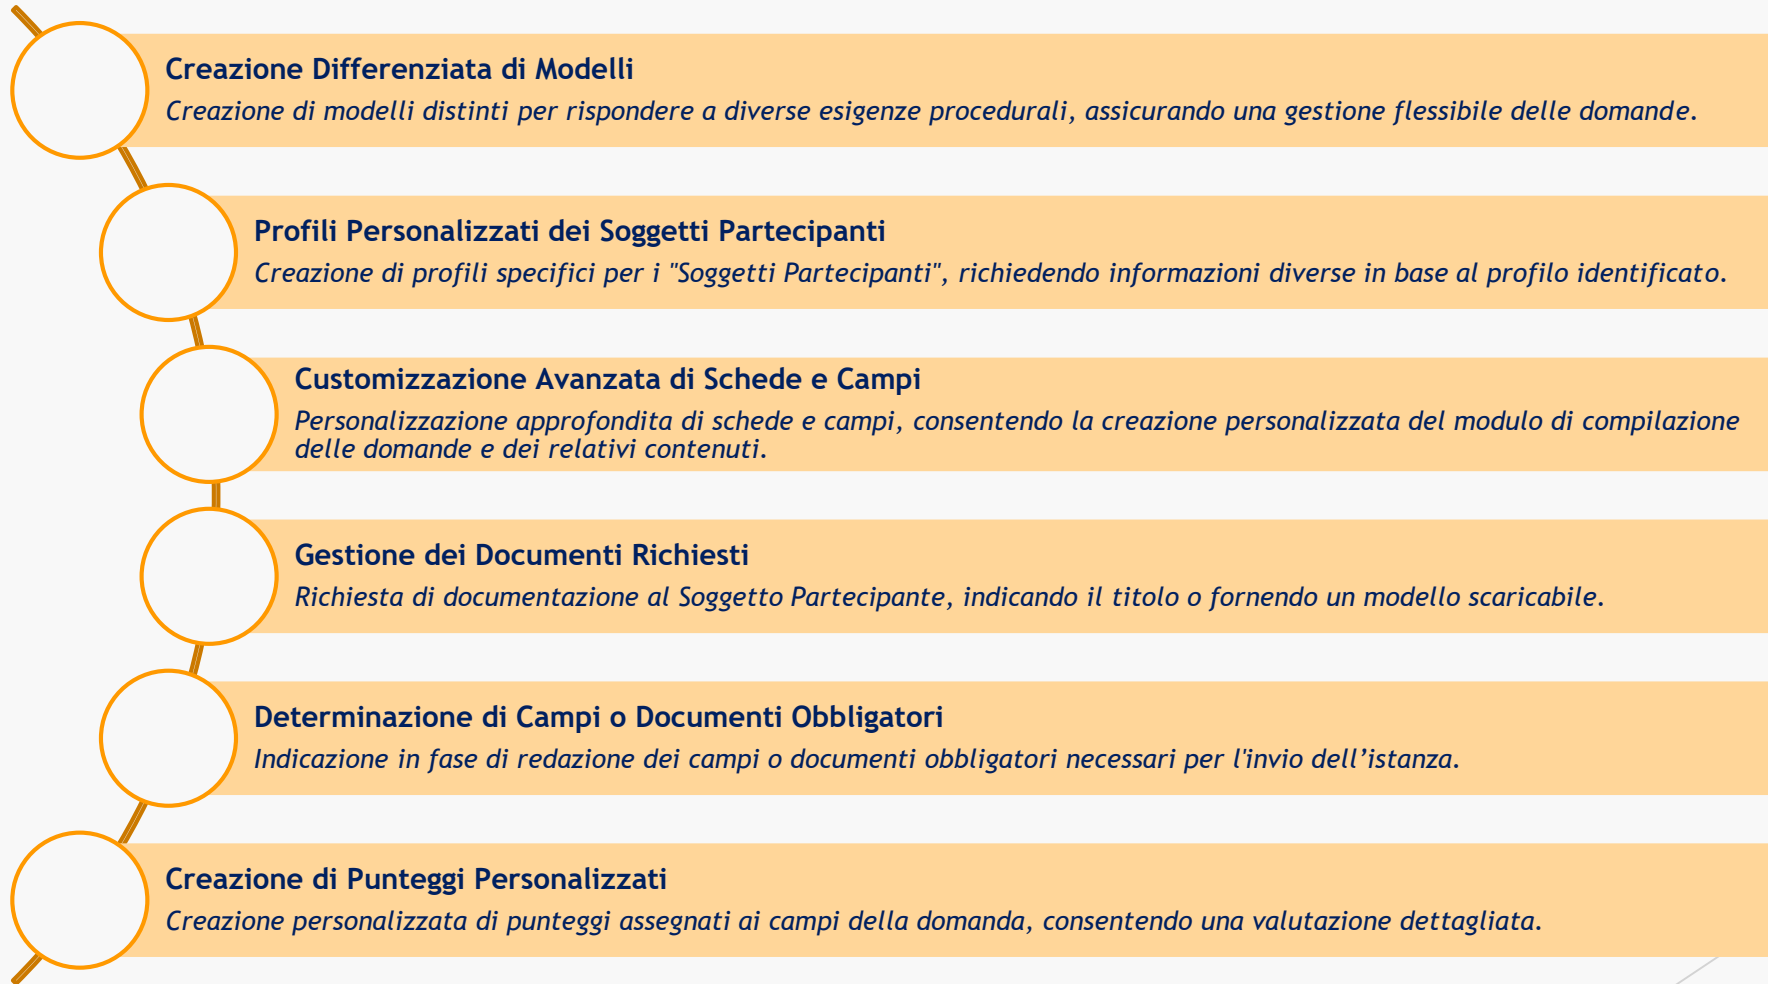 Creazione Differenziata di Modelli
Creazione di modelli distinti per rispondere a diverse esigenze procedurali, assicurando una gestione flessibile delle domande.
Profili Personalizzati dei Soggetti Partecipanti
Creazione di profili specifici per i "Soggetti Partecipanti", richiedendo informazioni diverse in base al profilo identificato.
Customizzazione Avanzata di Schede e Campi
Personalizzazione approfondita di schede e campi, consentendo la creazione personalizzata del modulo di compilazione
delle domande e dei relativi contenuti.
Gestione dei Documenti Richiesti
Richiesta di documentazione al Soggetto Partecipante, indicando il titolo o fornendo un modello scaricabile.
Determinazione di Campi o Documenti Obbligatori
Indicazione in fase di redazione dei campi o documenti obbligatori necessari per l'invio dell’istanza.
Creazione di Punteggi Personalizzati
Creazione personalizzata di punteggi assegnati ai campi della domanda, consentendo una valutazione dettagliata.